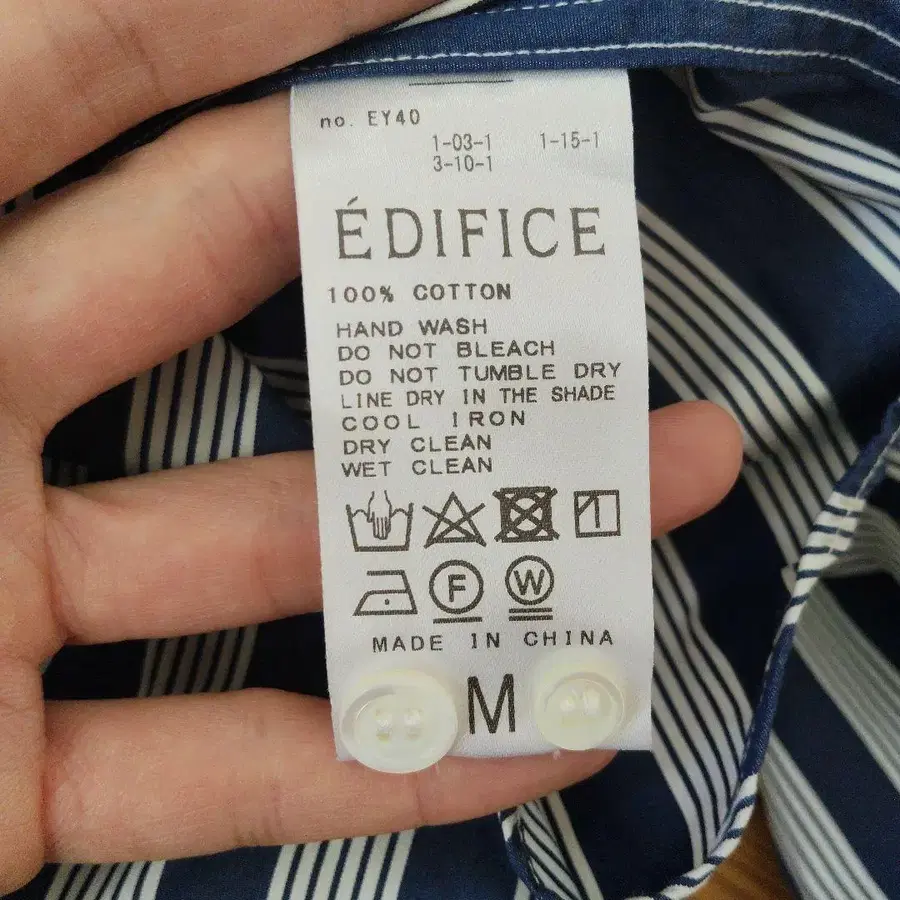 no. EY40
1-03-1 1-15-1
3-10-1
ÉDIFICE
100% COTTON
HAND WASH
DO NOT BLEACH
DO NOT TUMBLE DRY
LINE DRY IN THE SHADE
COOL IRON
DRY CLEAN
WET CLEAN
F W
MADE IN CHINA
M